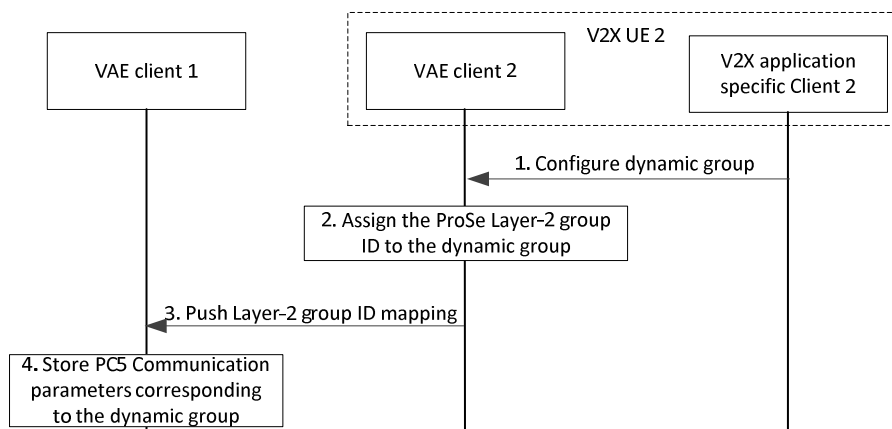 V2X UE 2
VAE client 1
VAE client 2
V2X application
specific Client 2
1. Configure dynamic group
2. Assign the ProSe Layer-2 group
ID to the dynamic group
3. Push Layer-2 group ID mapping
4. Store PC5 Communication
parameters corresponding
to the dynamic group